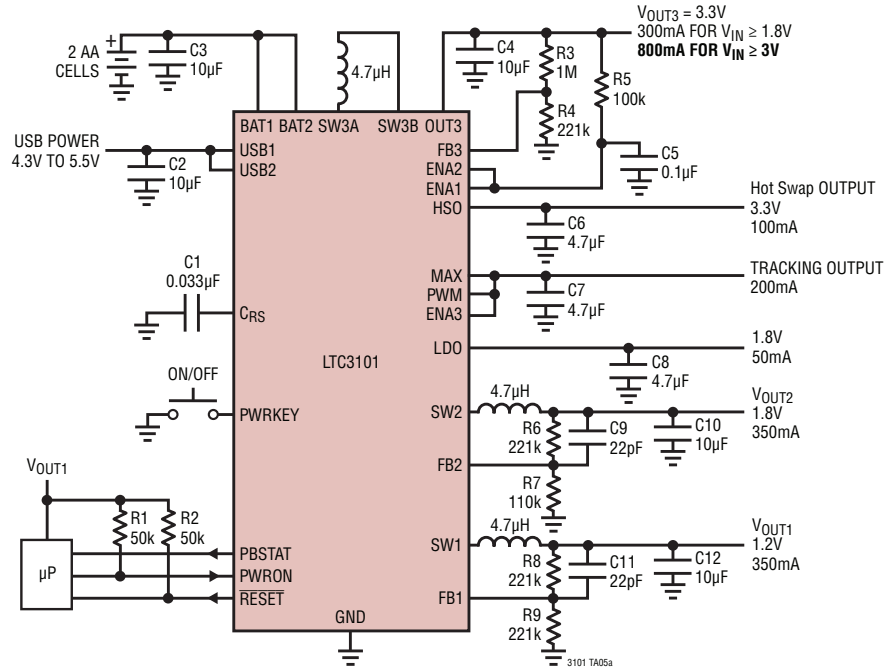 V_OUT3 = 3.3V
300mA FOR V_IN ≥ 1.8V
800mA FOR V_IN ≥ 3V
+
2 AA
CELLS
C3
10µF
4.7µH
C4
10µF
R3
1M
R5
100k
R4
221k
BAT1 BAT2 SW3A SW3B OUT3
USB POWER
4.3V TO 5.5V
USB1
USB2
C2
10µF
FB3
ENA2
ENA1
HSO
C5
0.1µF
Hot Swap OUTPUT
3.3V
100mA
C6
4.7µF
C1
0.033µF
C_RS
MAX
PWM
ENA3
TRACKING OUTPUT
200mA
C7
4.7µF
LTC3101
LDO
1.8V
50mA
C8
4.7µF
ON/OFF
PWRKEY
SW2
4.7µH
V_OUT2
1.8V
350mA
R6
221k
C9
22pF
C10
10µF
FB2
R7
110k
V_OUT1
R1
50k
R2
50k
µP
PBSTAT
PWRON
RESET
SW1
4.7µH
V_OUT1
1.2V
350mA
R8
221k
C11
22pF
C12
10µF
FB1
R9
221k
GND
3101 TA05a